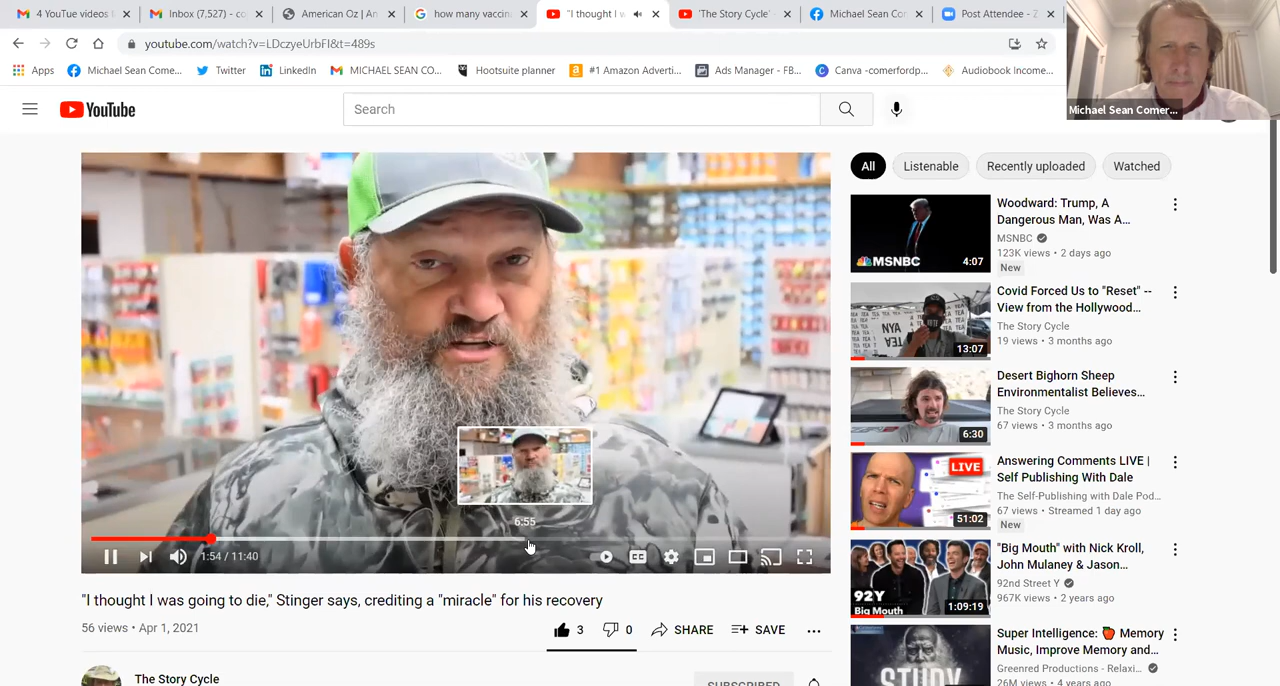 4 YouTue videos t
Inbox (7,527) - co
American Oz | An
how many vaccin
"I thought I w
'The Story Cycle'
Michael Sean Con
Post Attendee - Z
youtube.com/watch?v=LDczyeUrbFI&t=489s
Apps
Michael Sean Come...
Twitter
LinkedIn
MICHAEL SEAN CO...
Hootsuite planner
#1 Amazon Adverti...
Ads Manager - FB...
Canva -comerfordp...
Audiobook Income...
Michael Sean Comer...
YouTube
Search
All
Listenable
Recently uploaded
Watched
Woodward: Trump, A
Dangerous Man, Was A...
MSNBC
123K views • 2 days ago
New
MSNBC
4:07
Covid Forced Us to "Reset" --
View from the Hollywood...
The Story Cycle
19 views • 3 months ago
13:07
Desert Bighorn Sheep
Environmentalist Believes...
The Story Cycle
67 views • 3 months ago
6:30
Answering Comments LIVE |
Self Publishing With Dale
The Self-Publishing with Dale Pod...
67 views • Streamed 1 day ago
New
LIVE
51:02
"Big Mouth" with Nick Kroll,
John Mulaney & Jason...
92nd Street Y
967K views • 2 years ago
92Y
Big Mouth
1:09:19
Super Intelligence: 🍎 Memory
Music, Improve Memory and...
Greenred Productions - Relaxi...
26M views • 4 years ago
STUDY
6:55
1:54 / 11:40
CC
"I thought I was going to die," Stinger says, crediting a "miracle" for his recovery
56 views • Apr 1, 2021
3
0
SHARE
SAVE
The Story Cycle
SUBSCRIBED